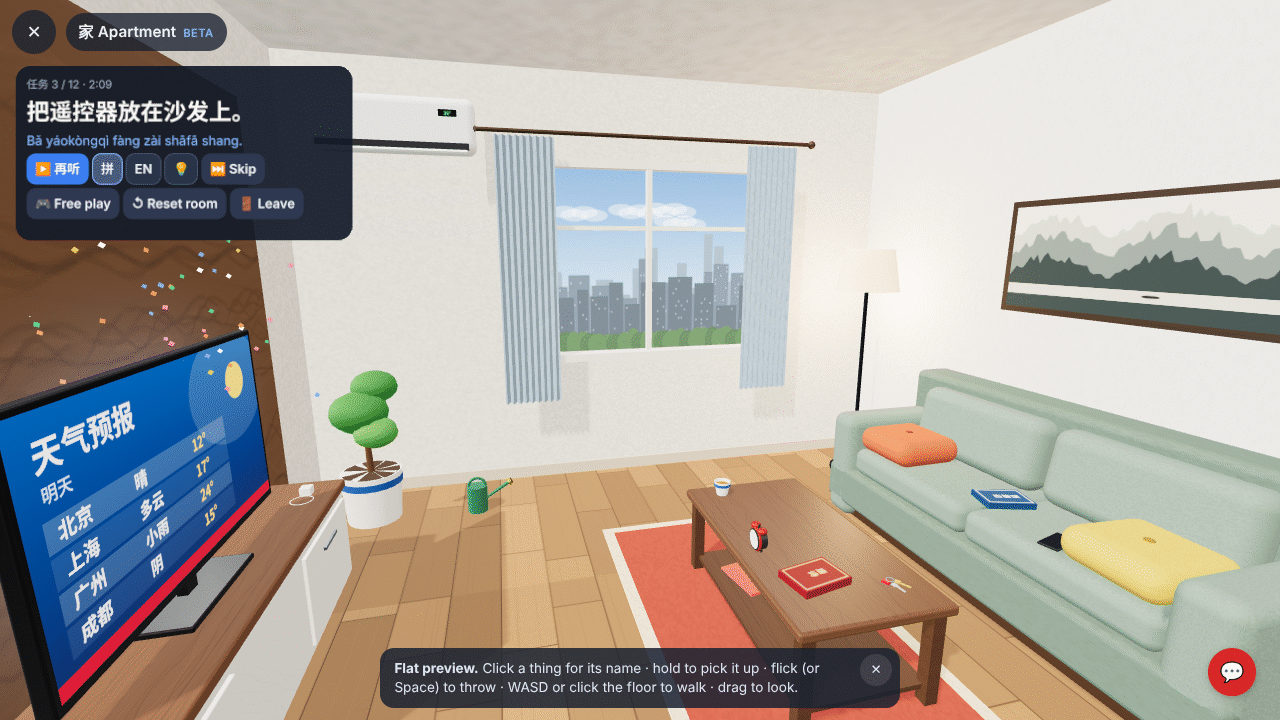 ✕
家 Apartment BETA
任务 3 / 12 · 2:09
把遥控器放在沙发上。
Bǎ yáokòngqì fàng zài shāfā shang.
▶️ 再听 拼 EN 💡 ⏭️ Skip
🎮 Free play ↺ Reset room 🚪 Leave
天气预报
明天
北京 晴 12°
上海 多云 17°
广州 小雨 24°
成都 阴 15°
Flat preview. Click a thing for its name · hold to pick it up · flick (or
Space) to throw · WASD or click the floor to walk · drag to look.
✕